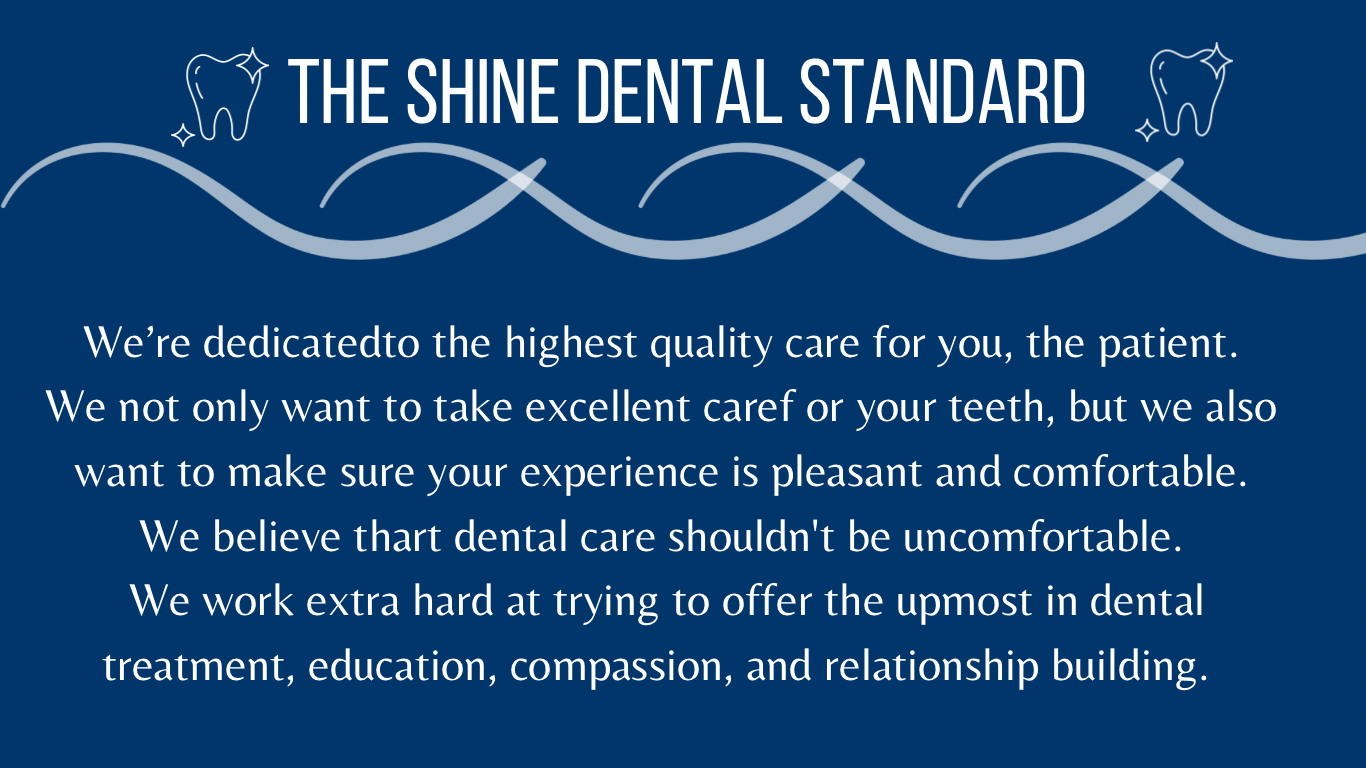 THE SHINE DENTAL STANDARD
We’re dedicatedto the highest quality care for you, the patient.
We not only want to take excellent caref or your teeth, but we also
want to make sure your experience is pleasant and comfortable.
We believe thart dental care shouldn't be uncomfortable.
We work extra hard at trying to offer the upmost in dental
treatment, education, compassion, and relationship building.